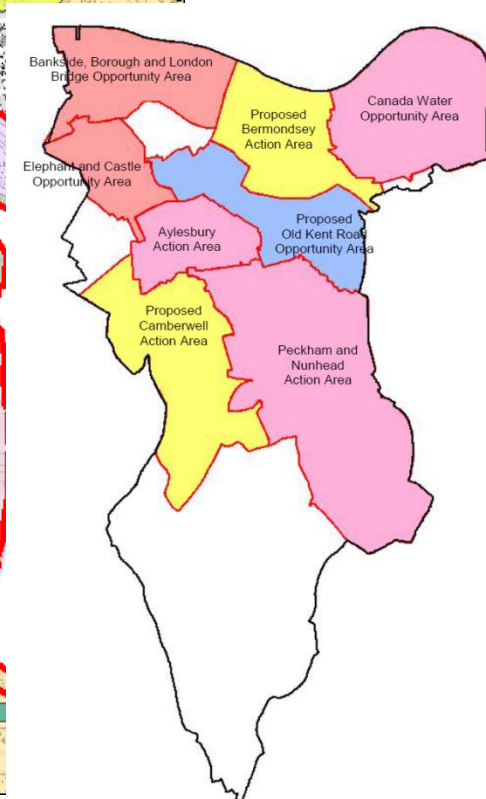 Bankside, Borough and London
Bridge Opportunity Area
Proposed
Bermondsey
Action Area
Canada Water
Opportunity Area
Elephant and Castle
Opportunity Area
Aylesbury
Action Area
Proposed
Old Kent Road
Opportunity Area
Proposed
Camberwell
Action Area
Peckham and
Nunhead
Action Area